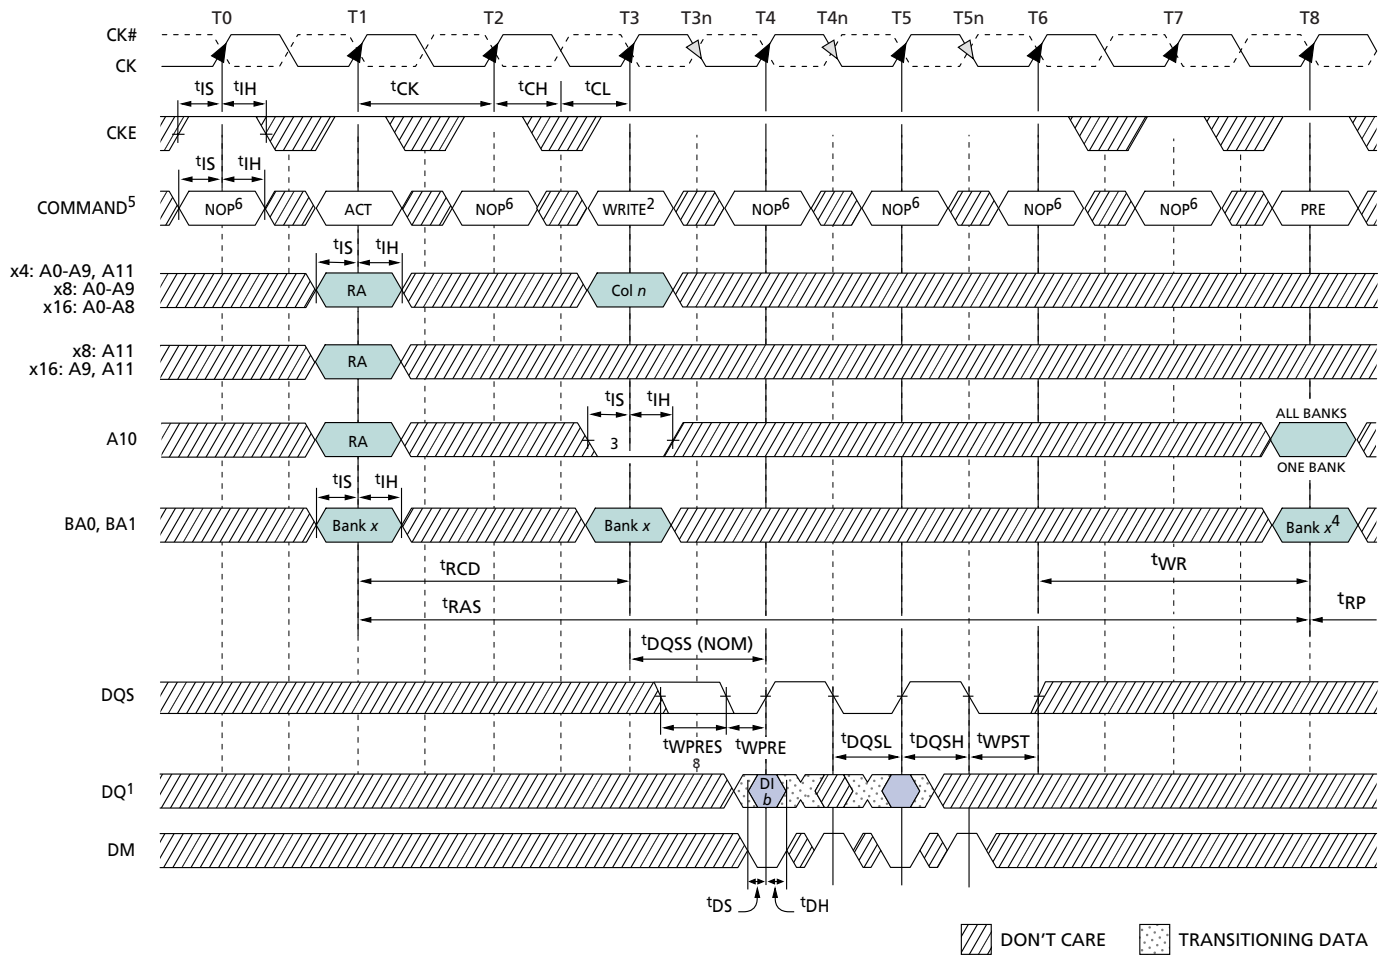 T0 T1 T2 T3 T3n T4 T4n T5 T5n T6 T7 T8
CK#
CK
tIS tIH tCK tCH tCL
CKE
tIS tIH
COMMAND5 NOP6 ACT NOP6 WRITE2 NOP6 NOP6 NOP6 NOP6 PRE
tIS tIH
x4: A0-A9, A11
x8: A0-A9 RA Col n
x16: A0-A8
x8: A11
x16: A9, A11 RA
tIS tIH
ALL BANKS
A10 RA 3
ONE BANK
tIS tIH
BA0, BA1 Bank x Bank x Bank x4
tRCD tWR
tRAS tRP
tDQSS (NOM)
DQS
tWPRES tWPRE tDQSL tDQSH tWPST
8
DQ1 DI
b
DM
tDS tDH
DON'T CARE TRANSITIONING DATA